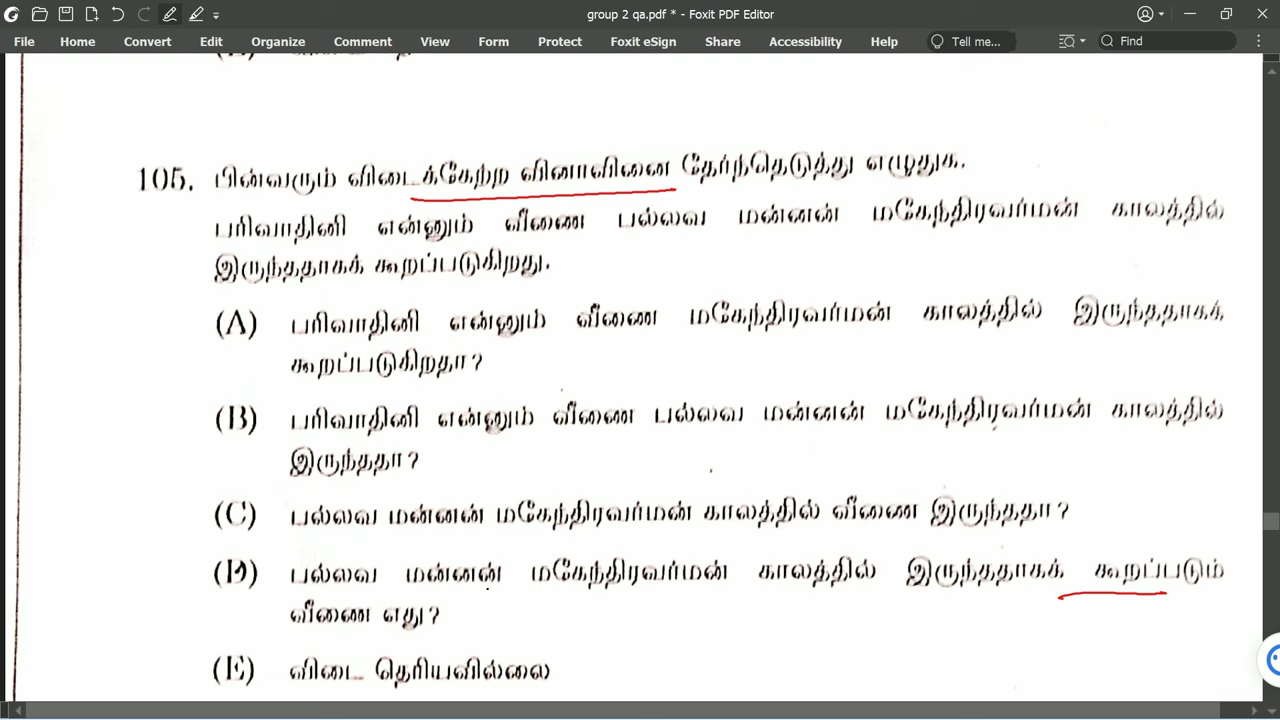 group 2 qa.pdf * - Foxit PDF Editor
File Home Convert Edit Organize Comment View Form Protect Foxit eSign Share Accessibility Help Tell me... Find
105. பின்வரும் விடைக்கேற்ற வினாவினை தேர்ந்தெடுத்து எழுதுக.
பரிவாதினி என்னும் வீணை பல்லவ மன்னன் மகேந்திரவர்மன் காலத்தில்
இருந்ததாகக் கூறப்படுகிறது.
(A) பரிவாதினி என்னும் வீணை மகேந்திரவர்மன் காலத்தில் இருந்ததாகக்
கூறப்படுகிறதா?
(B) பரிவாதினி என்னும் வீணை பல்லவ மன்னன் மகேந்திரவர்மன் காலத்தில்
இருந்ததா?
(C) பல்லவ மன்னன் மகேந்திரவர்மன் காலத்தில் வீணை இருந்ததா?
(D) பல்லவ மன்னன் மகேந்திரவர்மன் காலத்தில் இருந்ததாகக் கூறப்படும்
வீணை எது?
(E) விடை தெரியவில்லை